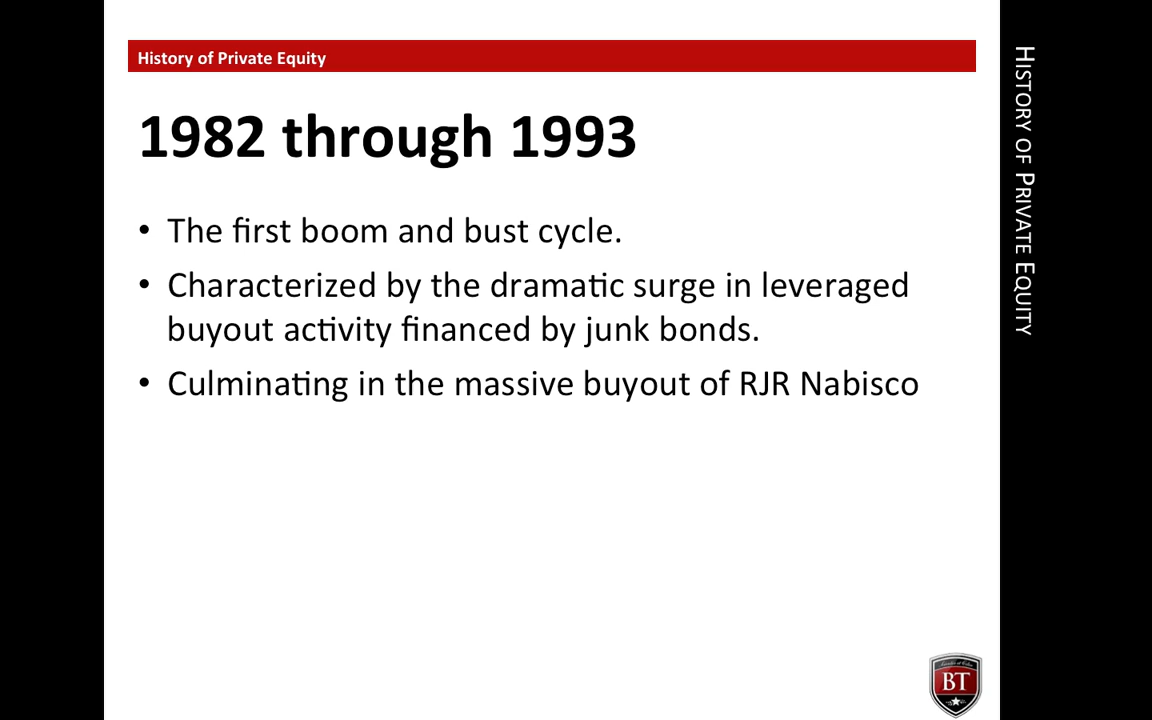 History of Private Equity
1982 through 1993
• The first boom and bust cycle.
• Characterized by the dramatic surge in leveraged
buyout activity financed by junk bonds.
• Culminating in the massive buyout of RJR Nabisco
HISTORY OF PRIVATE EQUITY
BT